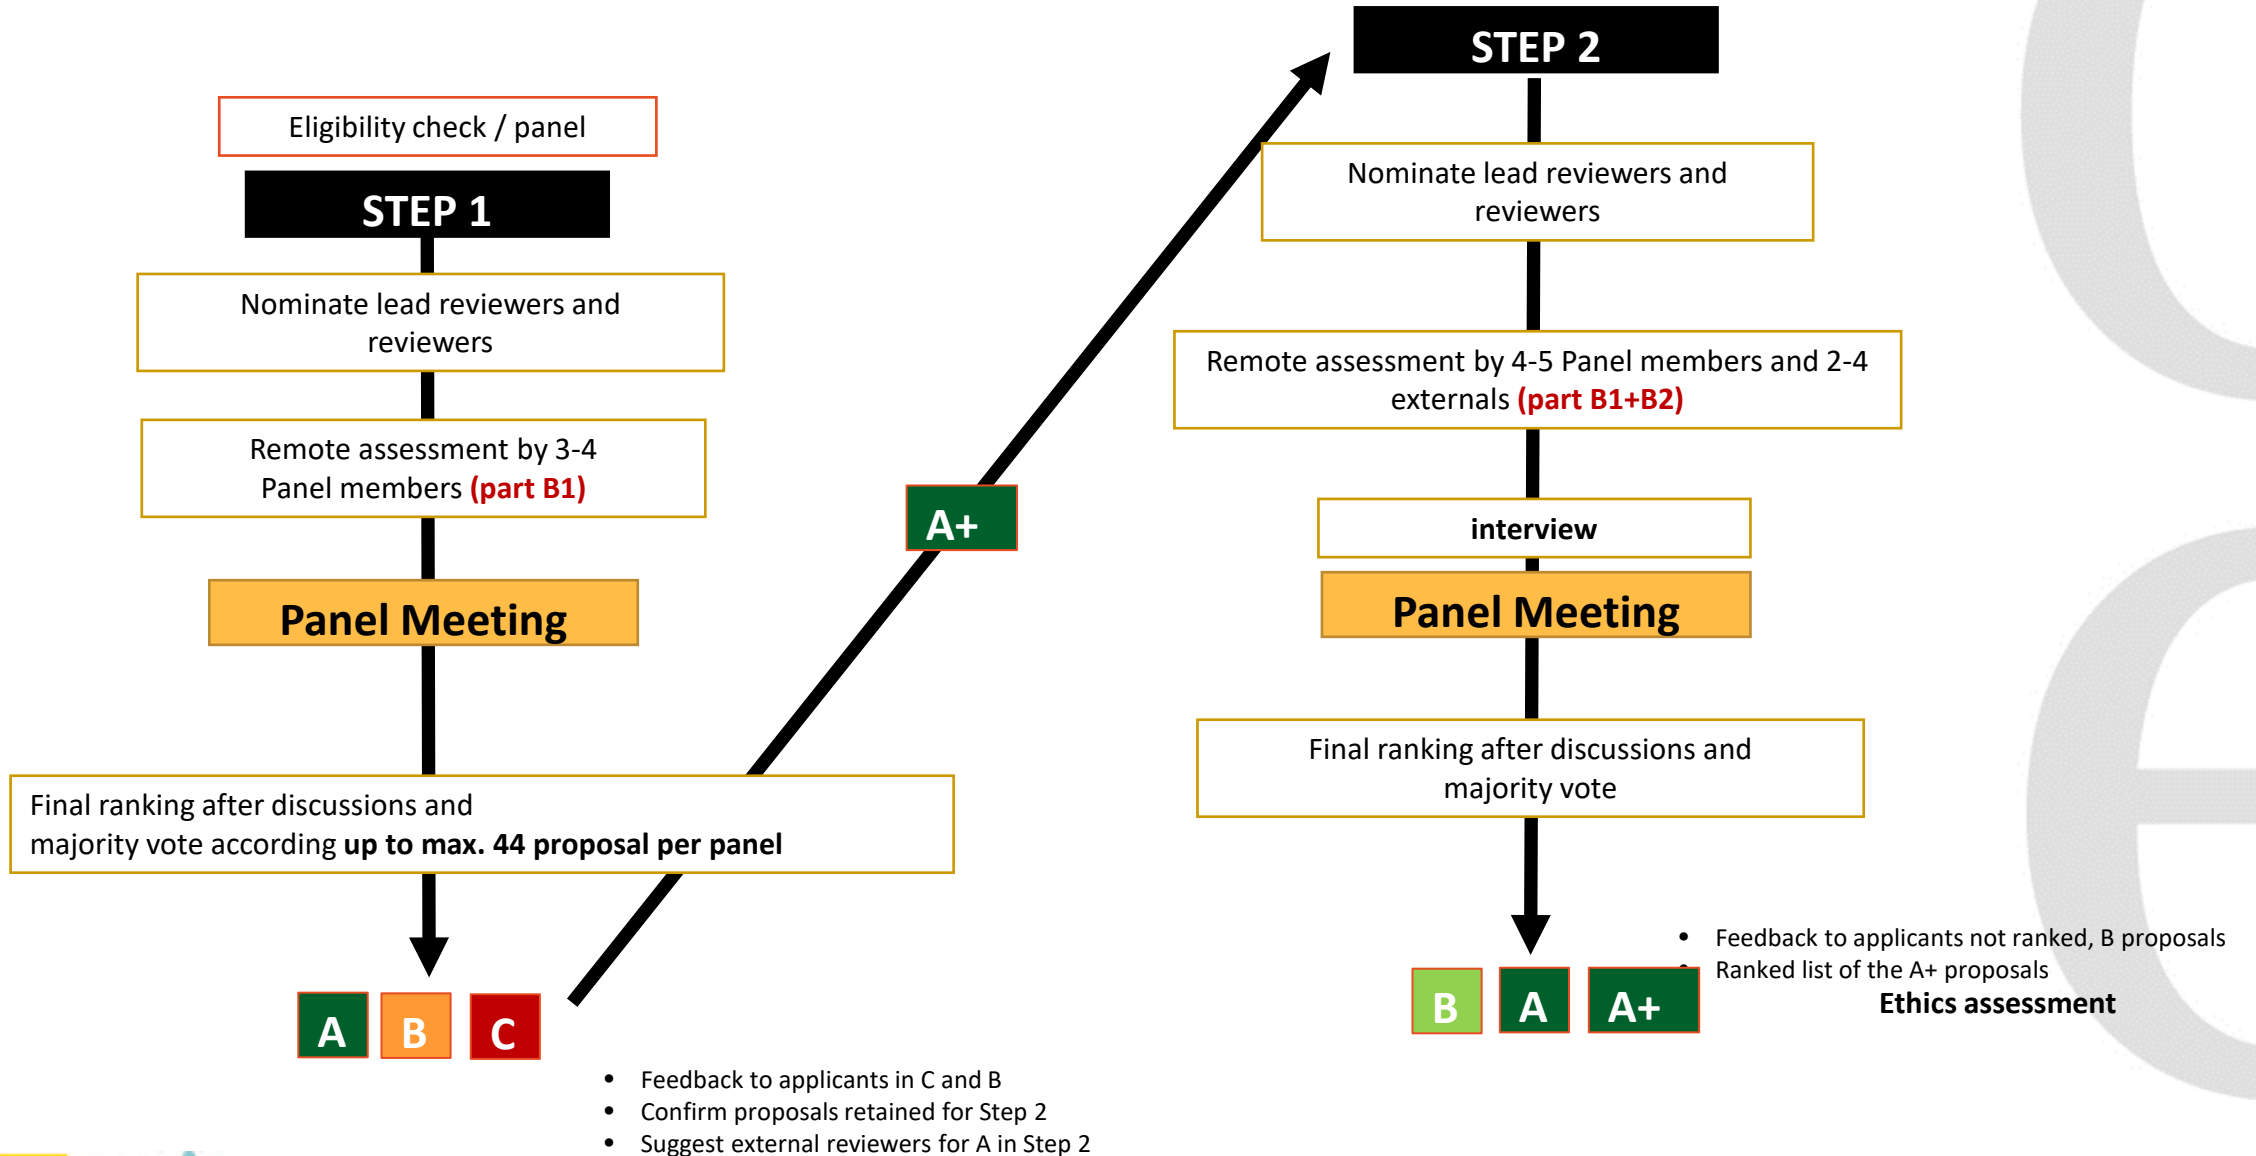 Eligibility check / panel
STEP 1
Nominate lead reviewers and
reviewers
Remote assessment by 3-4
Panel members (part B1)
Panel Meeting
Final ranking after discussions and
majority vote according up to max. 44 proposal per panel
A B C
• Feedback to applicants in C and B
• Confirm proposals retained for Step 2
• Suggest external reviewers for A in Step 2
A+
STEP 2
Nominate lead reviewers and
reviewers
Remote assessment by 4-5 Panel members and 2-4
externals (part B1+B2)
interview
Panel Meeting
Final ranking after discussions and
majority vote
B A A+
• Feedback to applicants not ranked, B proposals
• Ranked list of the A+ proposals
Ethics assessment